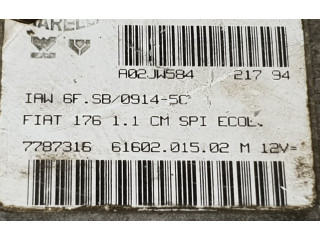 MARELLI
A02JW584 217 94
IAW 6F.SB/0914-5C
FIAT 176 1.1 CM SPI ECOL.
7787316 61602.015.02 M 12V=